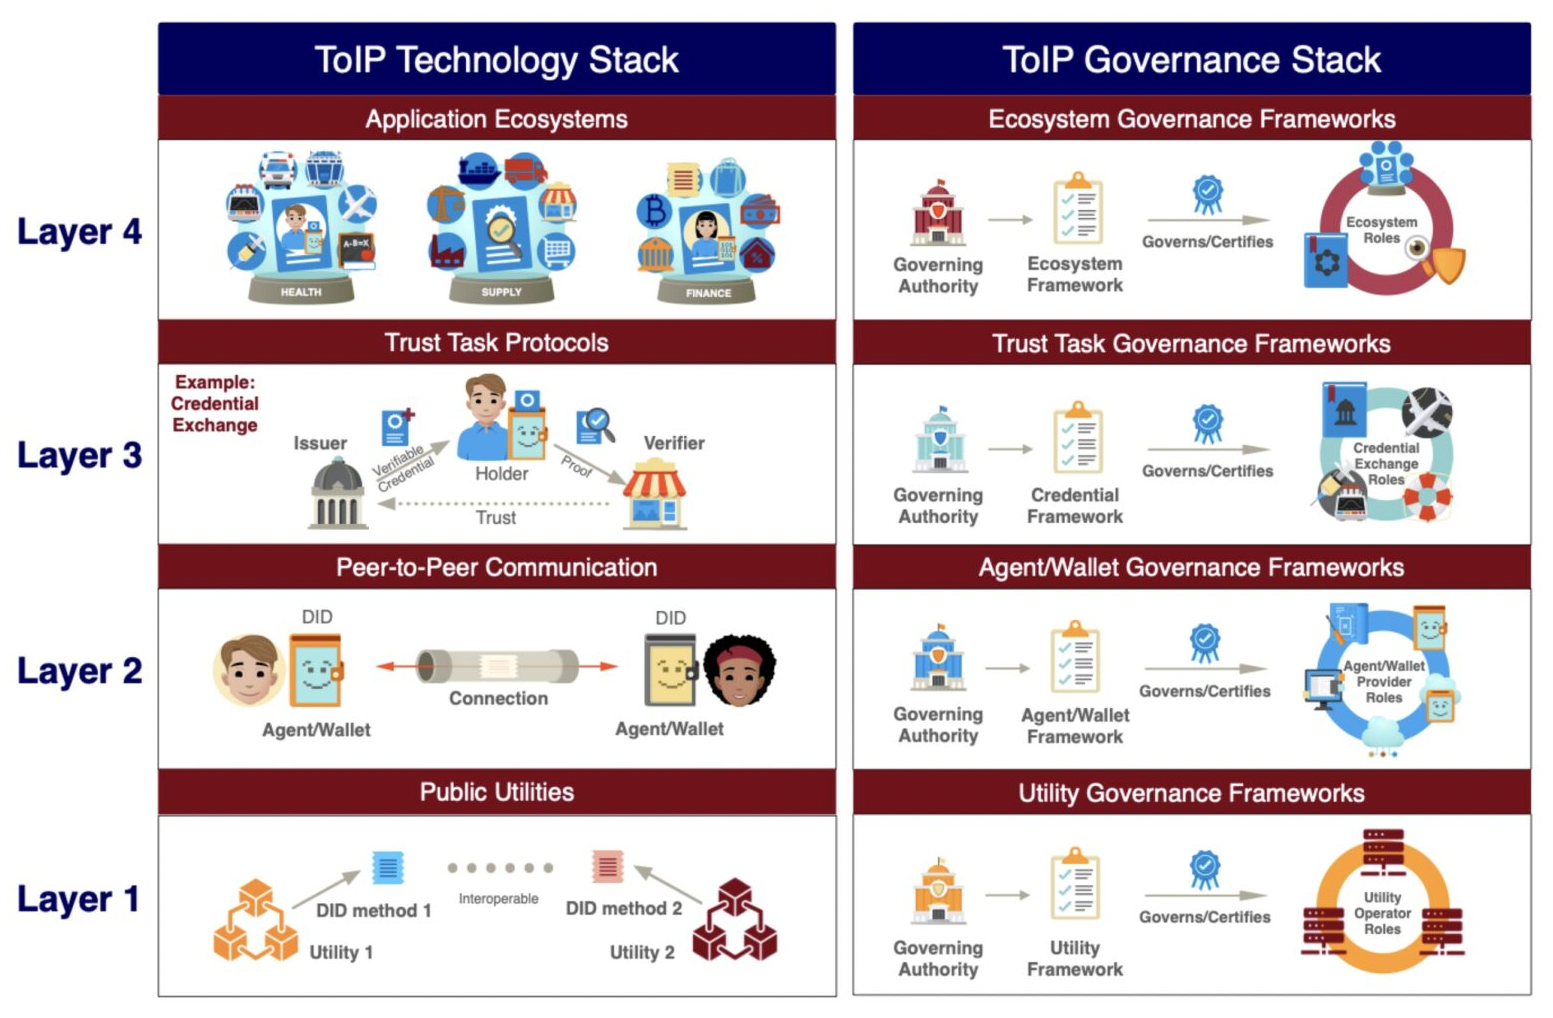 ToIP Technology Stack
ToIP Governance Stack
Layer 4
Application Ecosystems
HEALTH
A-B=X
SUPPLY
FINANCE
Ecosystem Governance Frameworks
Governing
Authority
Ecosystem
Framework
Governs/Certifies
Ecosystem
Roles
Layer 3
Trust Task Protocols
Example:
Credential
Exchange
Issuer
Verifiable
Credential
Holder
Proof
Verifier
Trust
Trust Task Governance Frameworks
Governing
Authority
Credential
Framework
Governs/Certifies
Credential
Exchange
Roles
Layer 2
Peer-to-Peer Communication
DID
Agent/Wallet
Connection
DID
Agent/Wallet
Agent/Wallet Governance Frameworks
Governing
Authority
Agent/Wallet
Framework
Governs/Certifies
Agent/Wallet
Provider
Roles
Layer 1
Public Utilities
DID method 1
Utility 1
Interoperable
DID method 2
Utility 2
Utility Governance Frameworks
Governing
Authority
Utility
Framework
Governs/Certifies
Utility
Operator
Roles